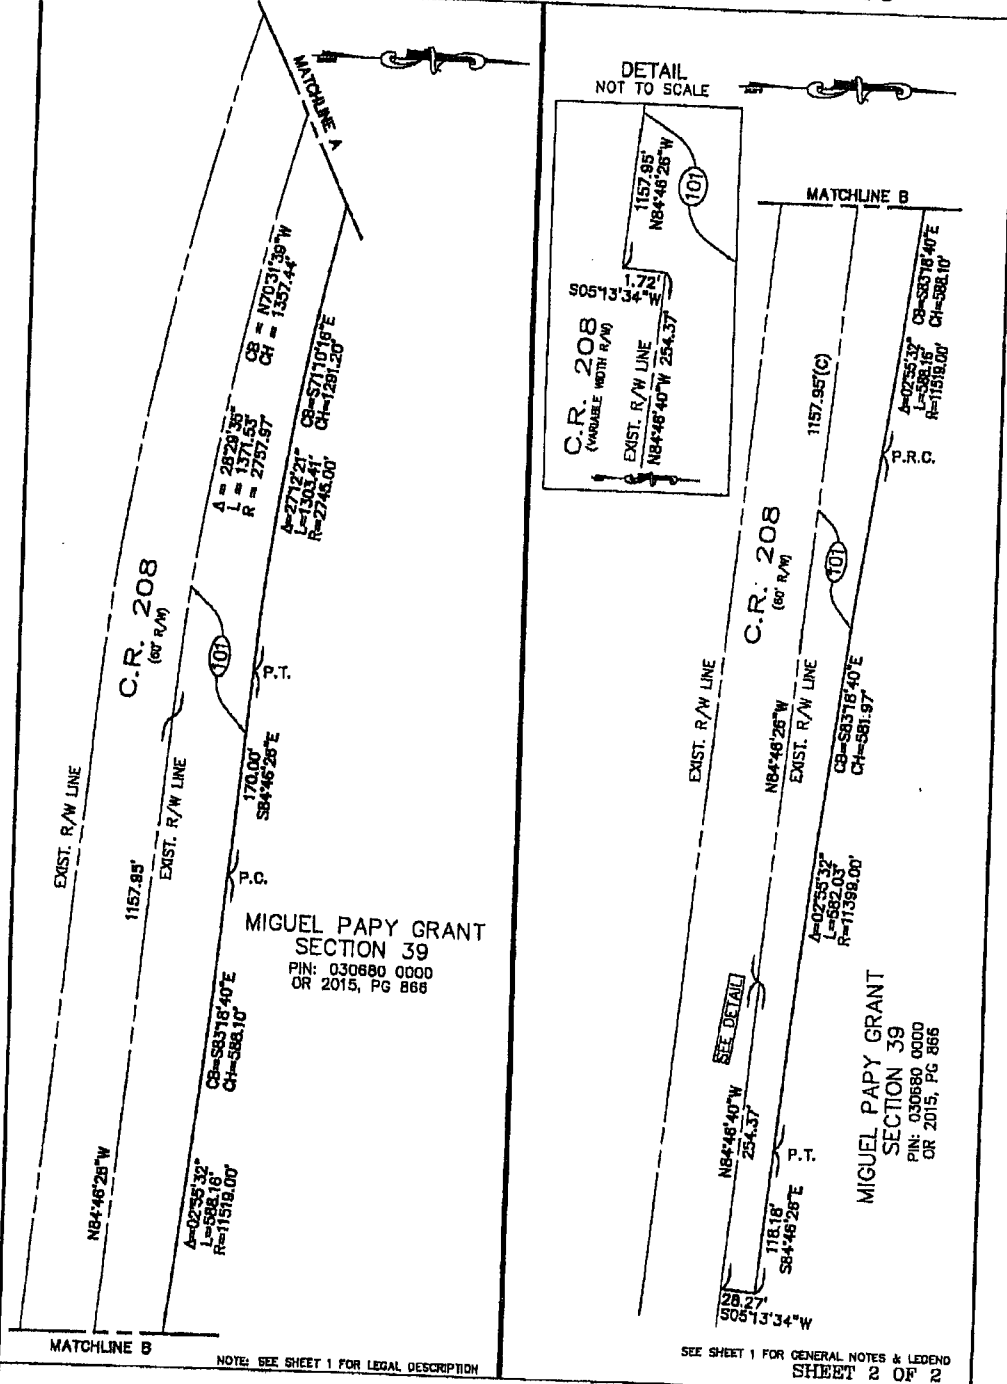 MATCHLINE A
CB = N70°31'39"W
CH = 1357.44'
Δ = 28°29'35"
L = 1371.53'
R = 2757.97'
CB=S71°10'16"E
CH=1291.20'
Δ=27°12'21"
L=1303.41'
R=2745.00'
C.R. 208
(60' R/W)
101
P.T.
170.00'
S84°46'26"E
EXIST. R/W LINE
EXIST. R/W LINE
1157.95'
P.C.
MIGUEL PAPY GRANT
SECTION 39
PIN: 030680 0000
OR 2015, PG 866
CB=S83°18'40"E
CH=588.10'
N84°46'26"W
Δ=02°55'32"
L=588.16'
R=11519.00'
MATCHLINE B
NOTE: SEE SHEET 1 FOR LEGAL DESCRIPTION
DETAIL
NOT TO SCALE
1157.95'
N84°46'26"W
101
1.72'
S05°13'34"W
C.R. 208
(VARIABLE WIDTH R/W)
EXIST. R/W LINE
N84°46'40"W 254.37'
MATCHLINE B
CB=S83°18'40"E
CH=588.10'
Δ=02°55'32"
L=588.16'
R=11519.00'
1157.95'(C)
P.R.C.
C.R. 208
(60' R/W)
101
EXIST. R/W LINE
N84°46'26"W
EXIST. R/W LINE
CB=S83°18'40"E
CH=581.97'
Δ=02°55'32"
L=582.03'
R=11399.00'
SEE DETAIL
MIGUEL PAPY GRANT
SECTION 39
PIN: 030680 0000
OR 2015, PG 866
N84°46'40"W
254.37'
P.T.
118.18'
S84°46'26"E
28.27'
S05°13'34"W
SEE SHEET 1 FOR GENERAL NOTES & LEGEND
SHEET 2 OF 2